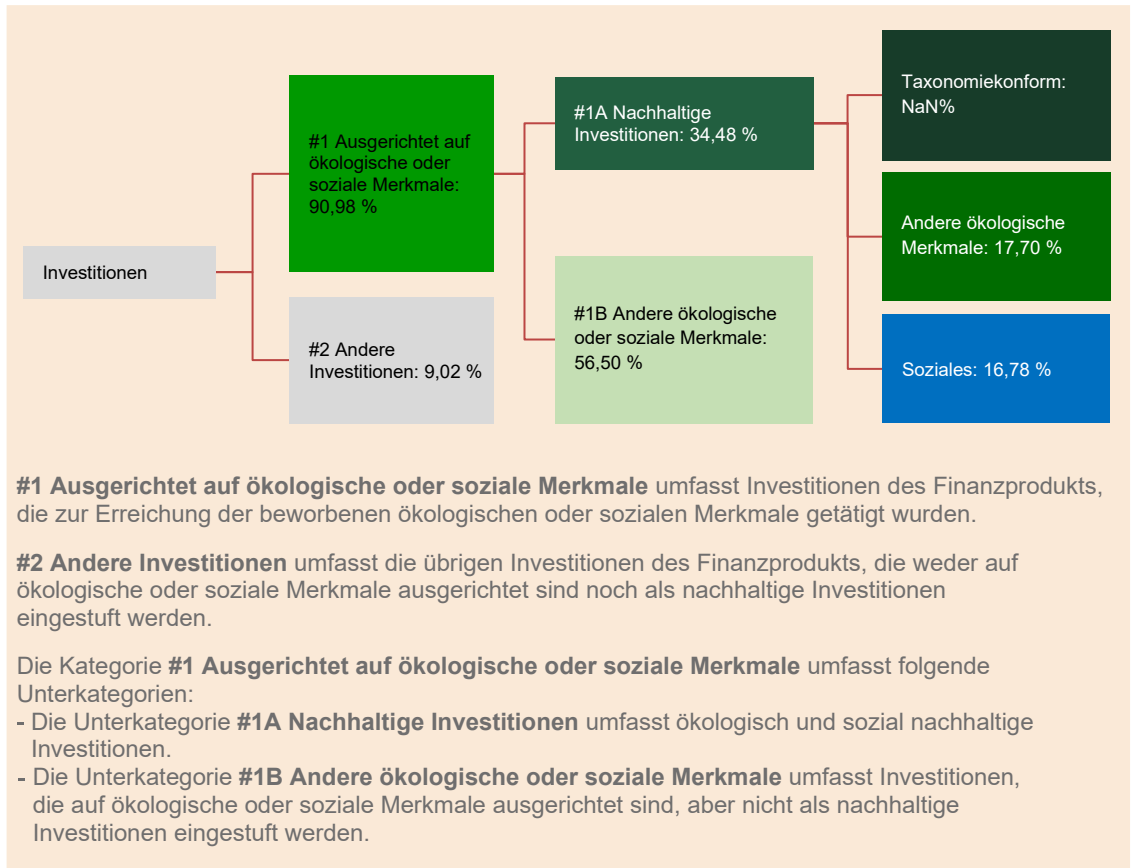 Investitionen
#1 Ausgerichtet auf
ökologische oder
soziale Merkmale:
90,98 %
#2 Andere
Investitionen: 9,02 %
#1A Nachhaltige
Investitionen: 34,48 %
#1B Andere ökologische
oder soziale Merkmale:
56,50 %
Taxonomiekonform:
NaN%
Andere ökologische
Merkmale: 17,70 %
Soziales: 16,78 %
#1 Ausgerichtet auf ökologische oder soziale Merkmale umfasst Investitionen des Finanzprodukts,
die zur Erreichung der beworbenen ökologischen oder sozialen Merkmale getätigt wurden.
#2 Andere Investitionen umfasst die übrigen Investitionen des Finanzprodukts, die weder auf
ökologische oder soziale Merkmale ausgerichtet sind noch als nachhaltige Investitionen
eingestuft werden.
Die Kategorie #1 Ausgerichtet auf ökologische oder soziale Merkmale umfasst folgende
Unterkategorien:
- Die Unterkategorie #1A Nachhaltige Investitionen umfasst ökologisch und sozial nachhaltige
Investitionen.
- Die Unterkategorie #1B Andere ökologische oder soziale Merkmale umfasst Investitionen,
die auf ökologische oder soziale Merkmale ausgerichtet sind, aber nicht als nachhaltige
Investitionen eingestuft werden.